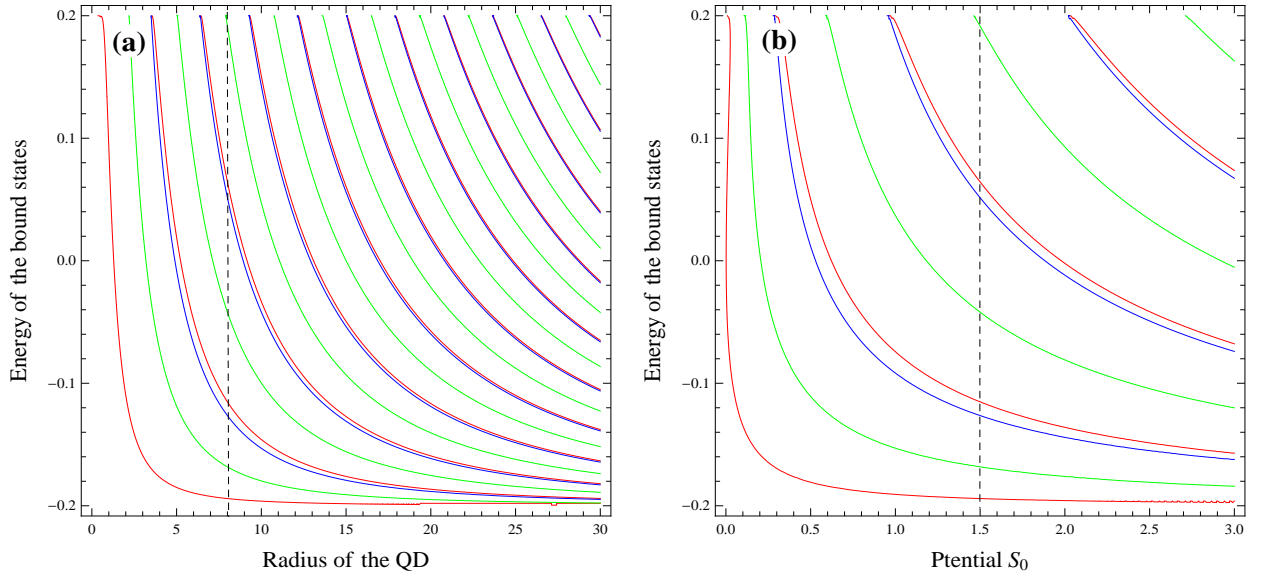 (a)
Energy of the bound states
0.2
0.1
0.0
−0.1
−0.2
0 5 10 15 20 25 30
Radius of the QD
(b)
Energy of the bound states
0.2
0.1
0.0
−0.1
−0.2
0.0 0.5 1.0 1.5 2.0 2.5 3.0
Ptential S₀